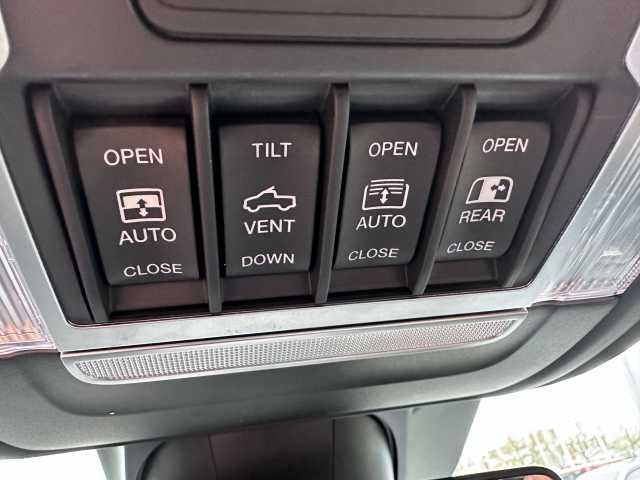 OPEN
AUTO
CLOSE
TILT
VENT
DOWN
OPEN
AUTO
CLOSE
OPEN
REAR
CLOSE